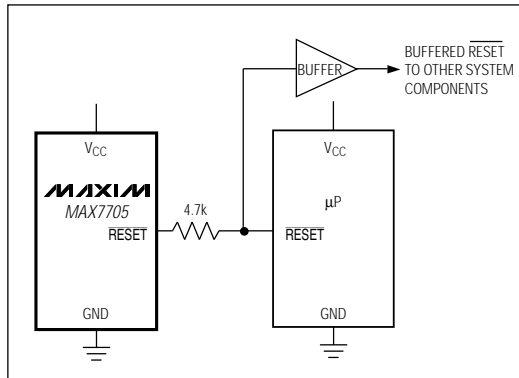 BUFFERED RESET
TO OTHER SYSTEM
COMPONENTS
BUFFER
VCC
MAXIM
MAX7705
RESET
GND
4.7k
VCC
μP
RESET
GND